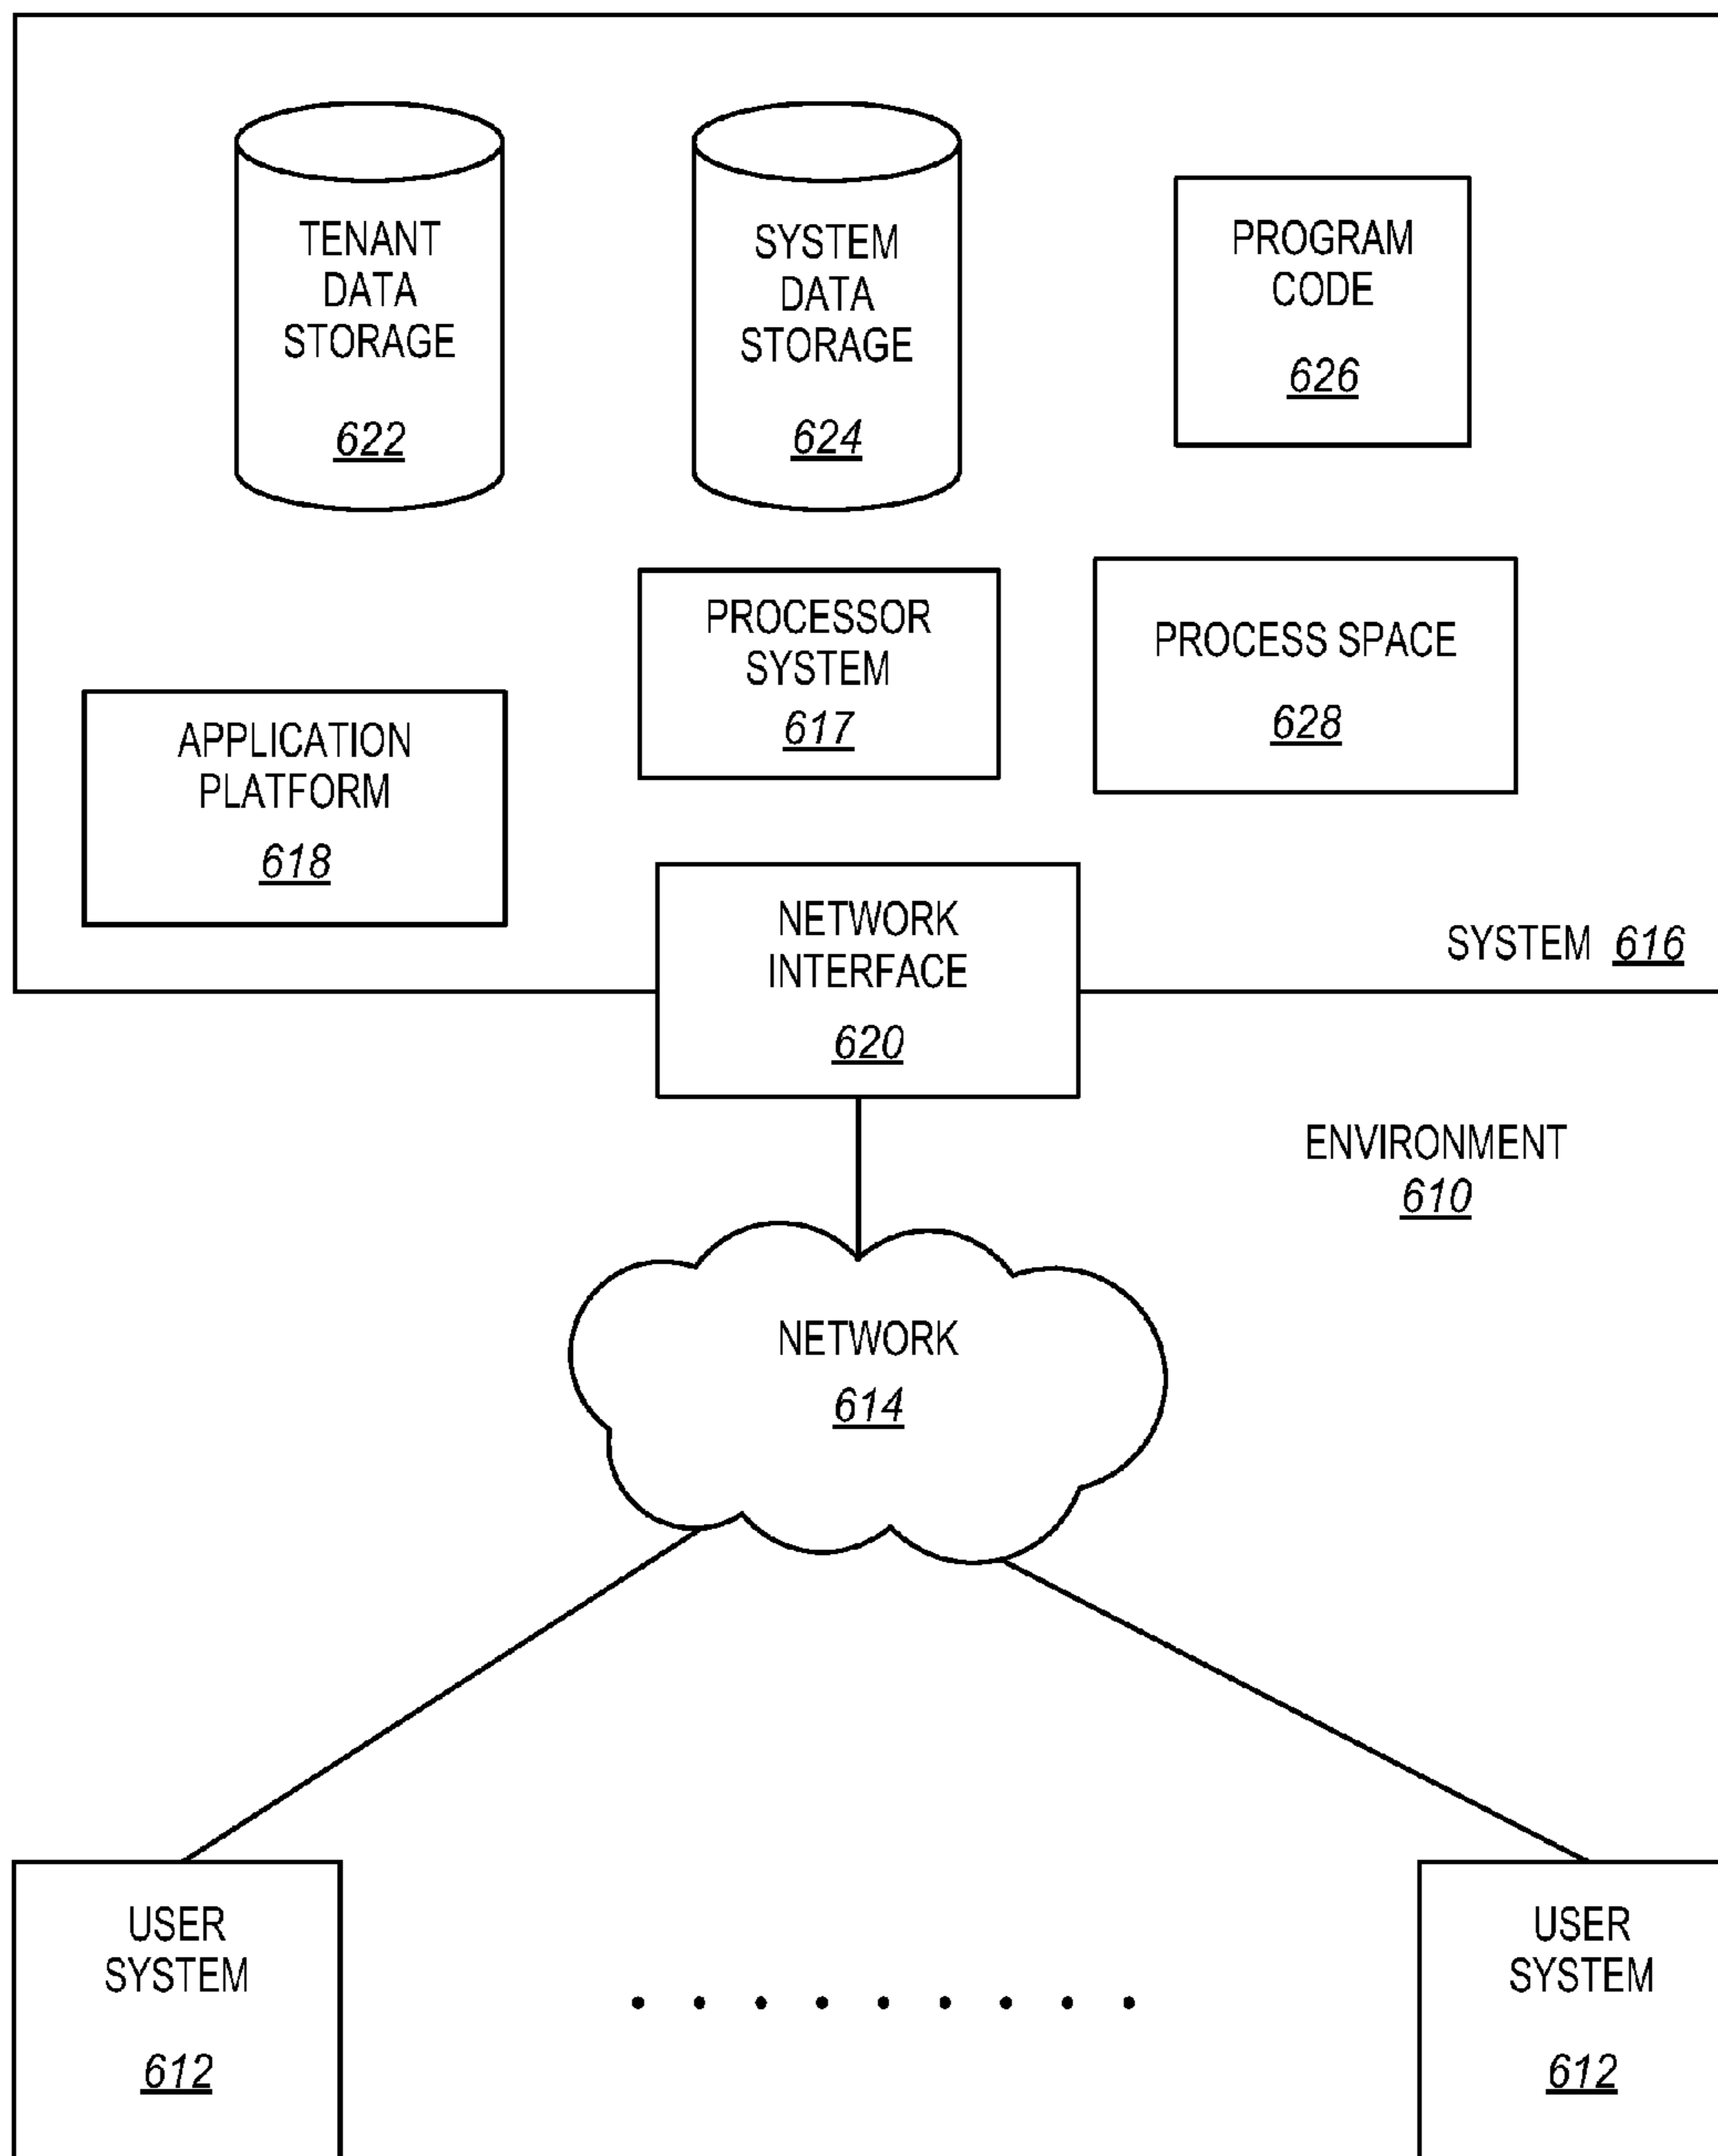 TENANT
DATA
STORAGE
622
SYSTEM
DATA
STORAGE
624
PROGRAM
CODE
626
PROCESSOR
SYSTEM
617
PROCESS SPACE
628
APPLICATION
PLATFORM
618
NETWORK
INTERFACE
620
SYSTEM 616
ENVIRONMENT
610
NETWORK
614
USER
SYSTEM
612
USER
SYSTEM
612